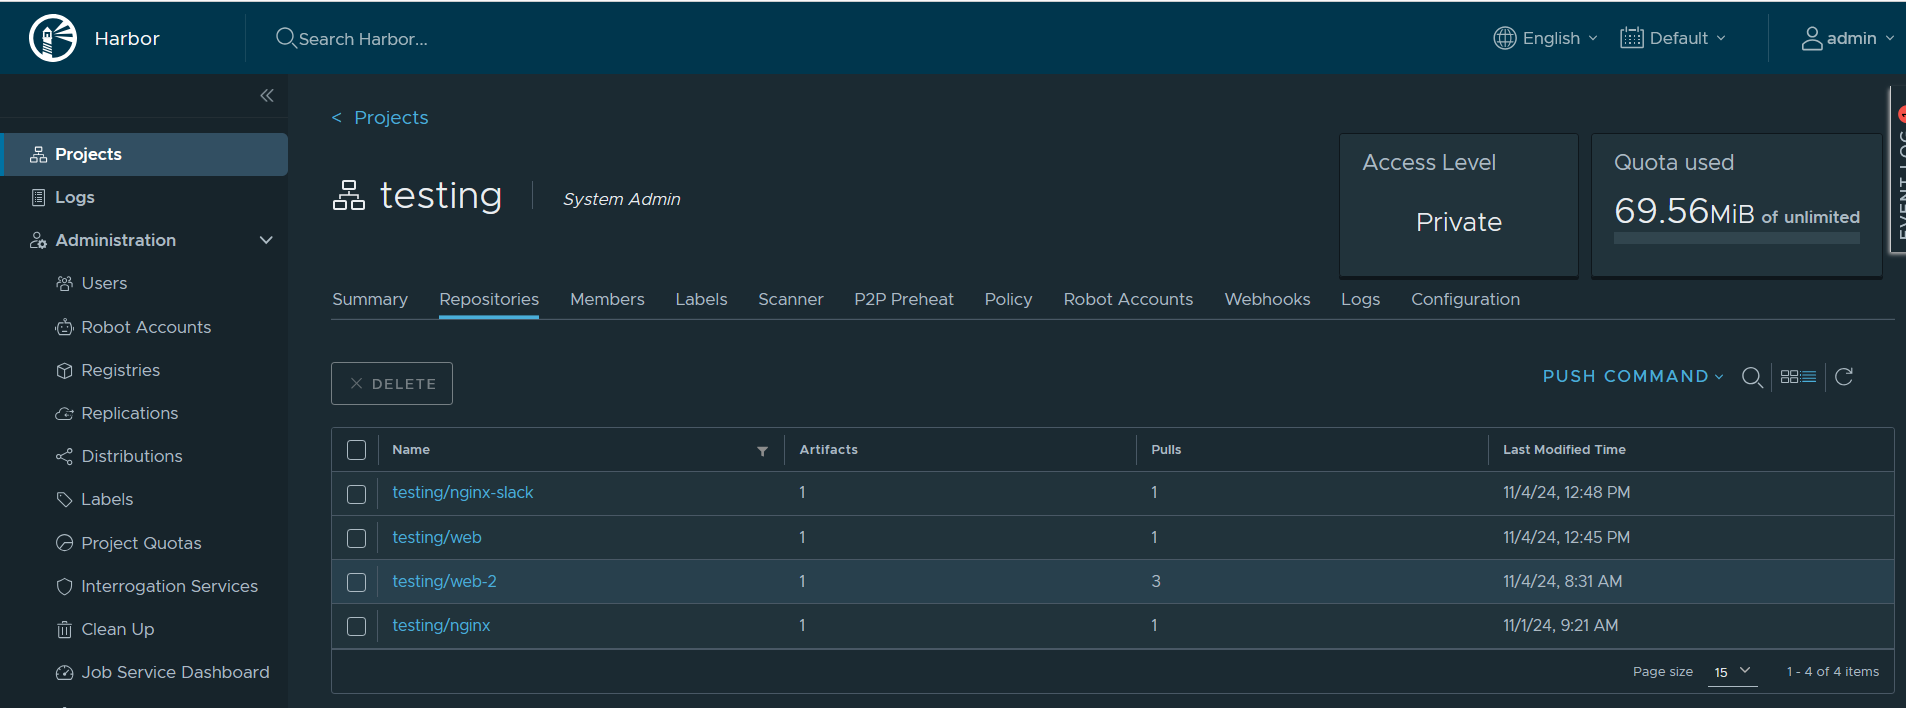 Harbor
Search Harbor...
English
Default
admin
Projects
Logs
Administration
Users
Robot Accounts
Registries
Replications
Distributions
Labels
Project Quotas
Interrogation Services
Clean Up
Job Service Dashboard
< Projects
testing
System Admin
Access Level
Private
Quota used
69.56MiB of unlimited
EVENT LOG
Summary Repositories Members Labels Scanner P2P Preheat Policy Robot Accounts Webhooks Logs Configuration
DELETE
PUSH COMMAND
Name Artifacts Pulls Last Modified Time
testing/nginx-slack 1 1 11/4/24, 12:48 PM
testing/web 1 1 11/4/24, 12:45 PM
testing/web-2 1 3 11/4/24, 8:31 AM
testing/nginx 1 1 11/1/24, 9:21 AM
Page size 15 1 - 4 of 4 items